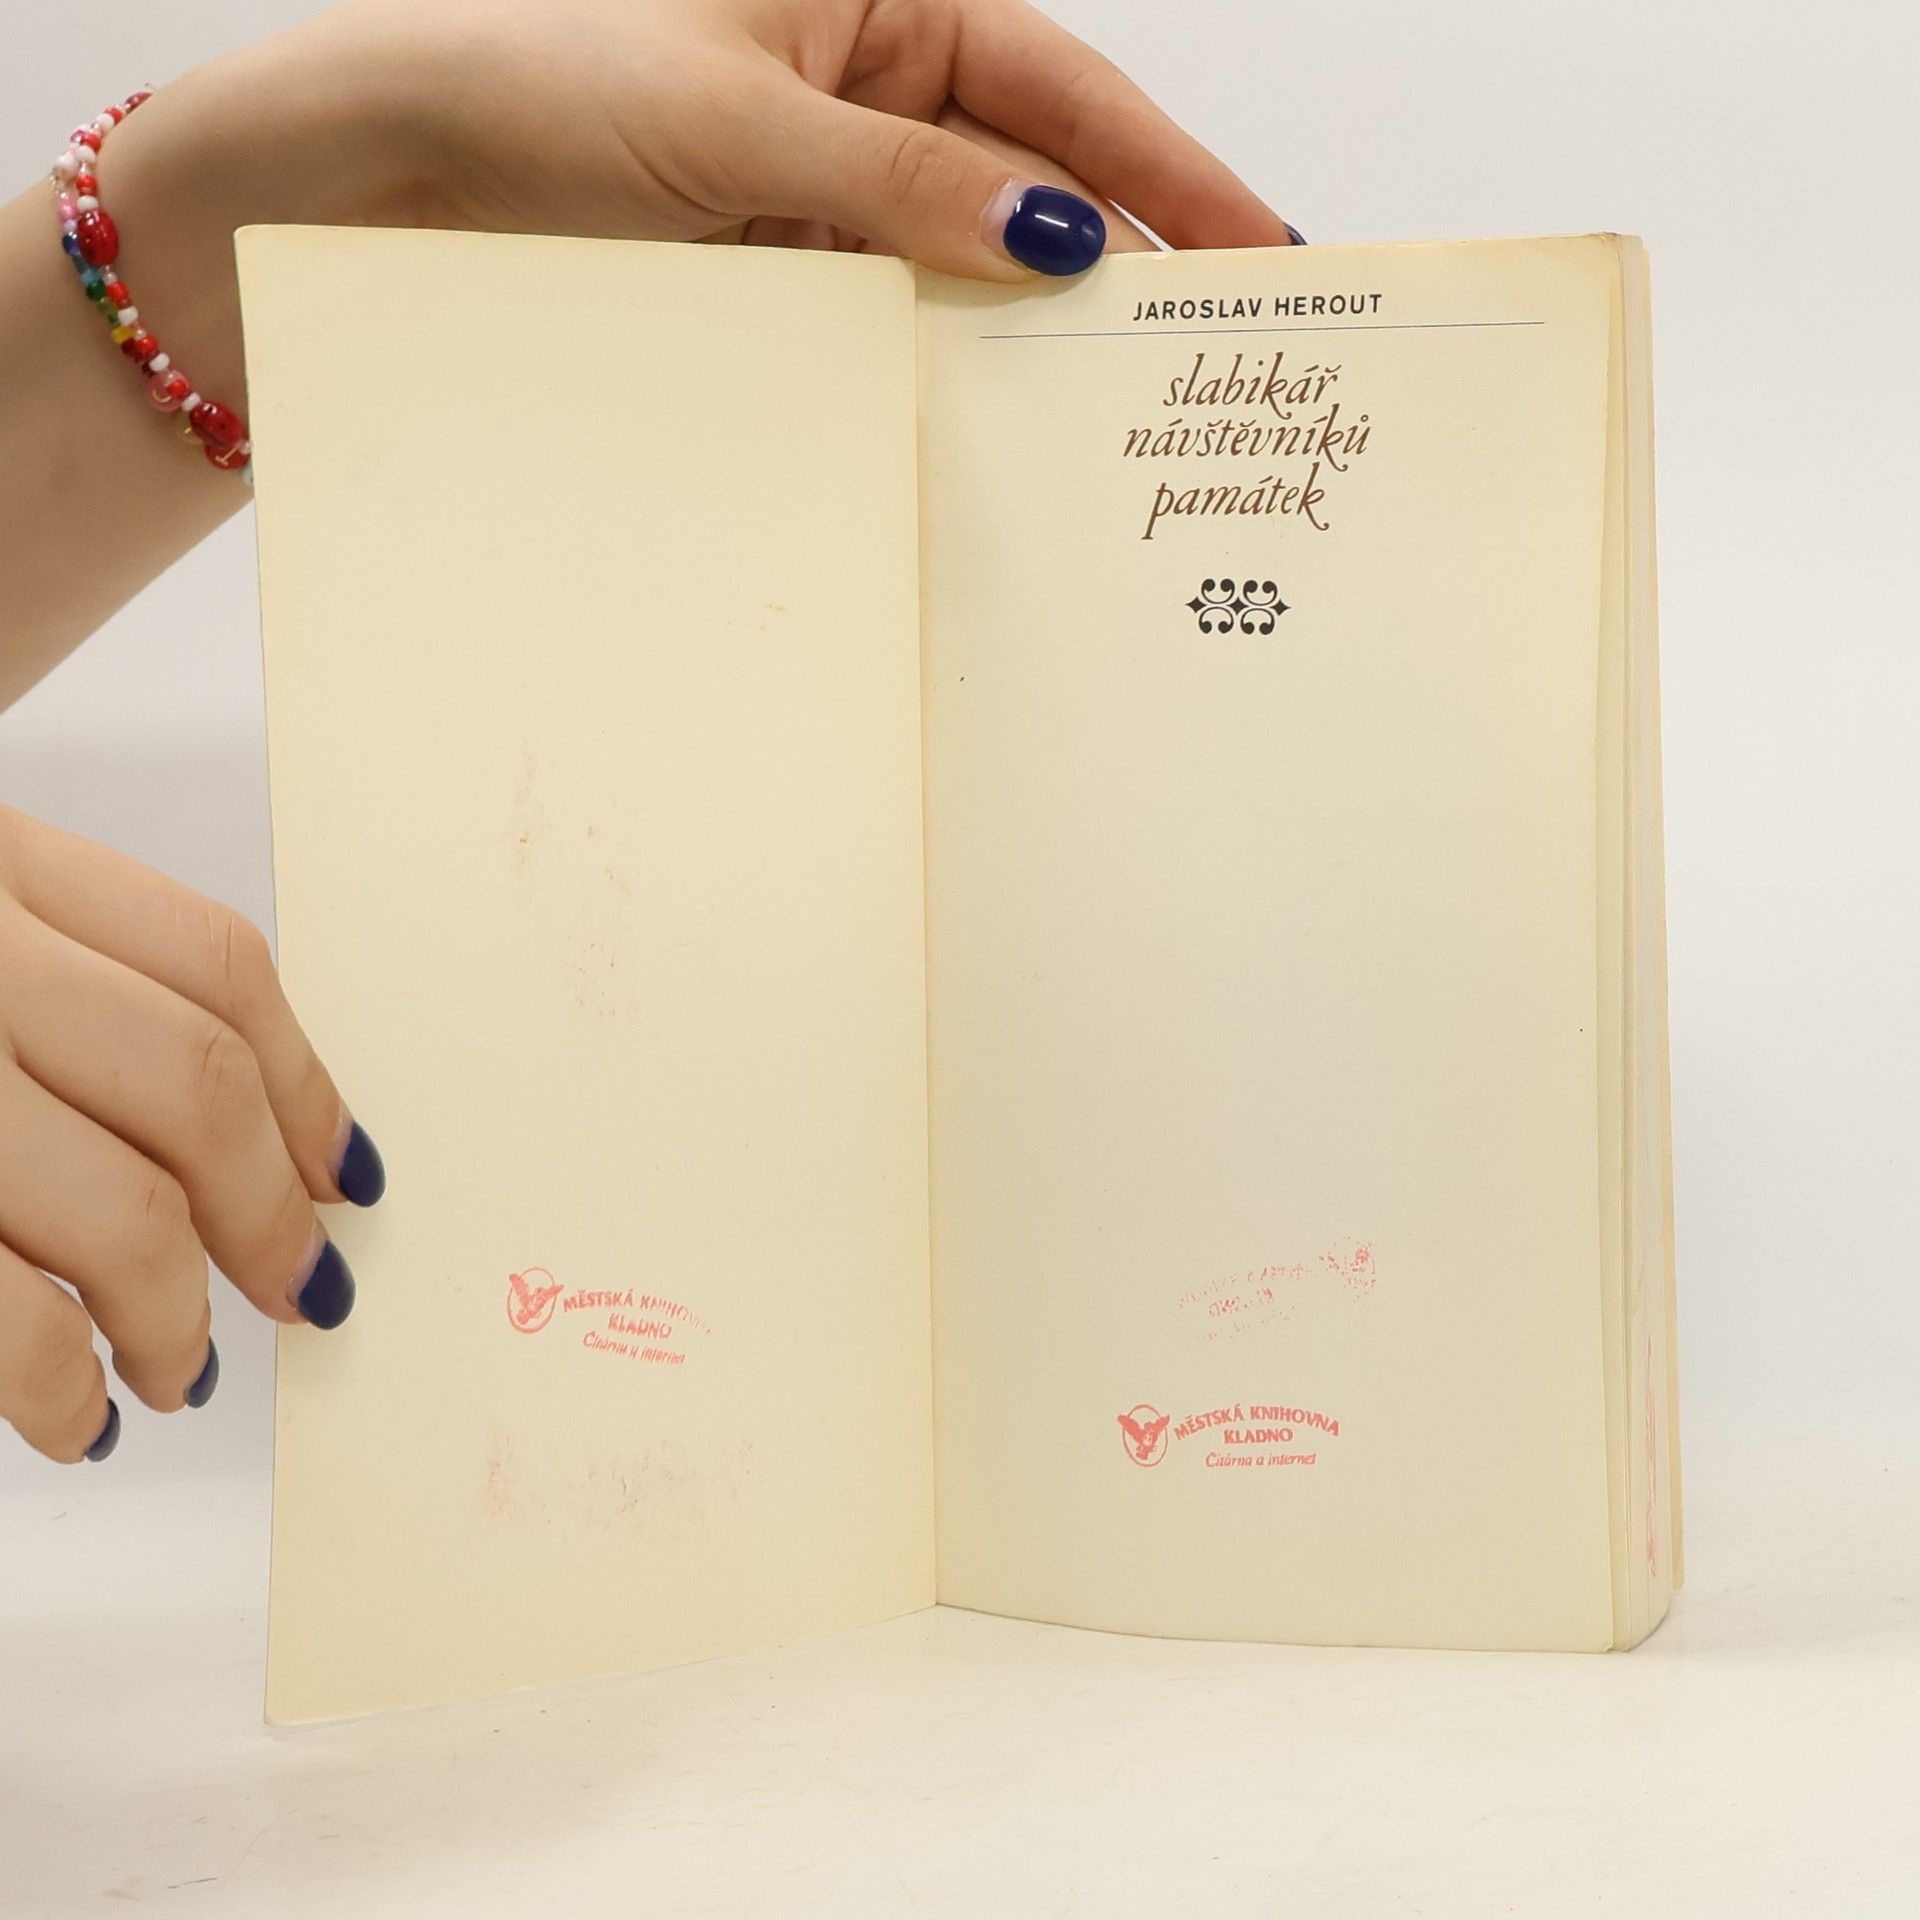 JAROSLAV HEROUT
slabikář
návštěvníků
památek
MĚSTSKÁ KNIHOVNA
KLADNO
Čitárna a internet
MĚSTSKÁ KNIHOVNA
KLADNO
Čitárna a internet